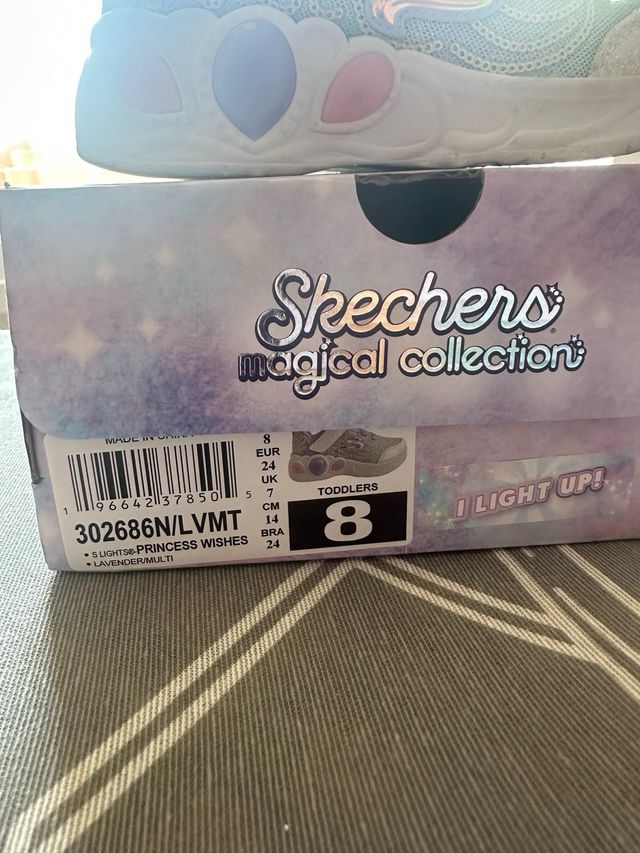 Skechers
magical collection
MADE IN CHINA
1 96642 37850 5
302686N/LVMT
• S LIGHTS®-PRINCESS WISHES
• LAVENDER/MULTI
8
EUR
24
UK
7
CM
14
BRA
24
TODDLERS
8
I LIGHT UP!